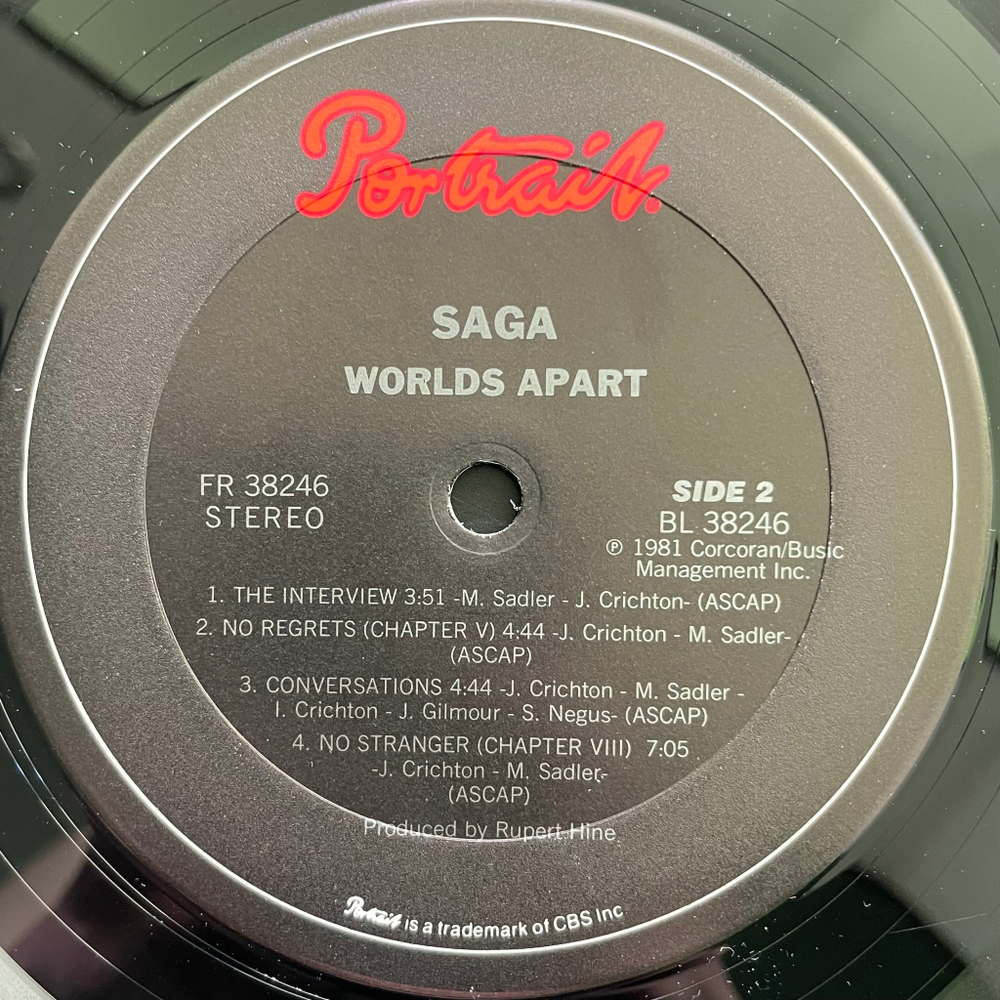 Portrait.
SAGA
WORLDS APART
FR 38246
STEREO
SIDE 2
BL 38246
℗ 1981 Corcoran/Busic
Management Inc.
1. THE INTERVIEW 3:51 -M. Sadler - J. Crichton- (ASCAP)
2. NO REGRETS (CHAPTER V) 4:44 -J. Crichton - M. Sadler-
(ASCAP)
3. CONVERSATIONS 4:44 -J. Crichton - M. Sadler -
I. Crichton - J. Gilmour - S. Negus- (ASCAP)
4. NO STRANGER (CHAPTER VIII) 7:05
-J. Crichton - M. Sadler-
(ASCAP)
Produced by Rupert Hine
Portrait is a trademark of CBS Inc